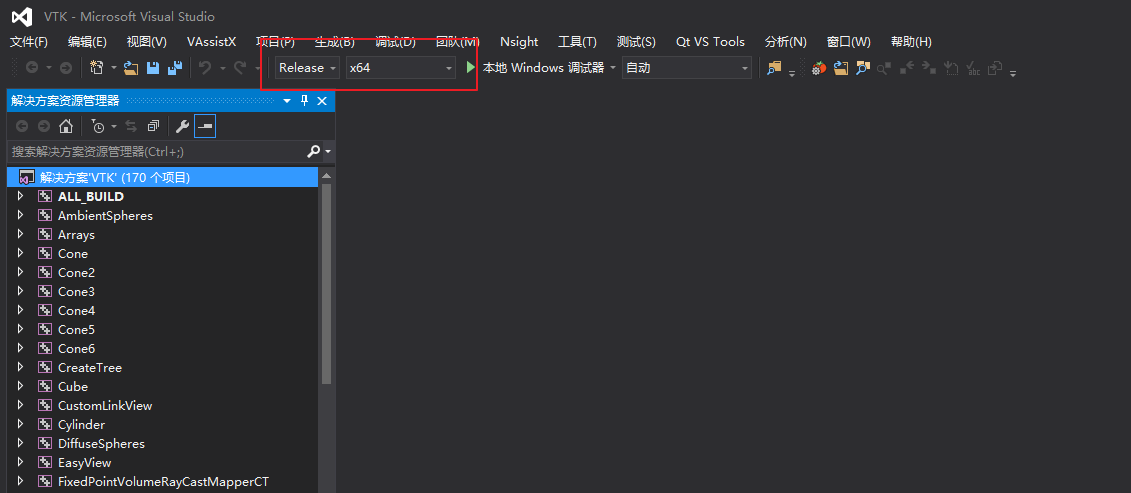 VTK - Microsoft Visual Studio
文件(F) 编辑(E) 视图(V) VAssistX 项目(P) 生成(B) 调试(D) 团队(M) Nsight 工具(T) 测试(S) Qt VS Tools 分析(N) 窗口(W) 帮助(H)
Release x64 本地 Windows 调试器 自动
解决方案资源管理器
搜索解决方案资源管理器(Ctrl+;)
解决方案'VTK' (170 个项目)
ALL_BUILD
AmbientSpheres
Arrays
Cone
Cone2
Cone3
Cone4
Cone5
Cone6
CreateTree
Cube
CustomLinkView
Cylinder
DiffuseSpheres
EasyView
FixedPointVolumeRayCastMapperCT